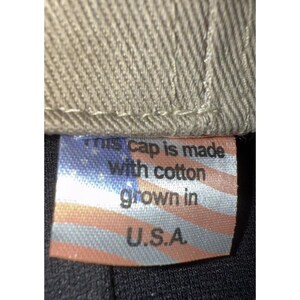 This cap is made
with cotton
grown in
U.S.A.